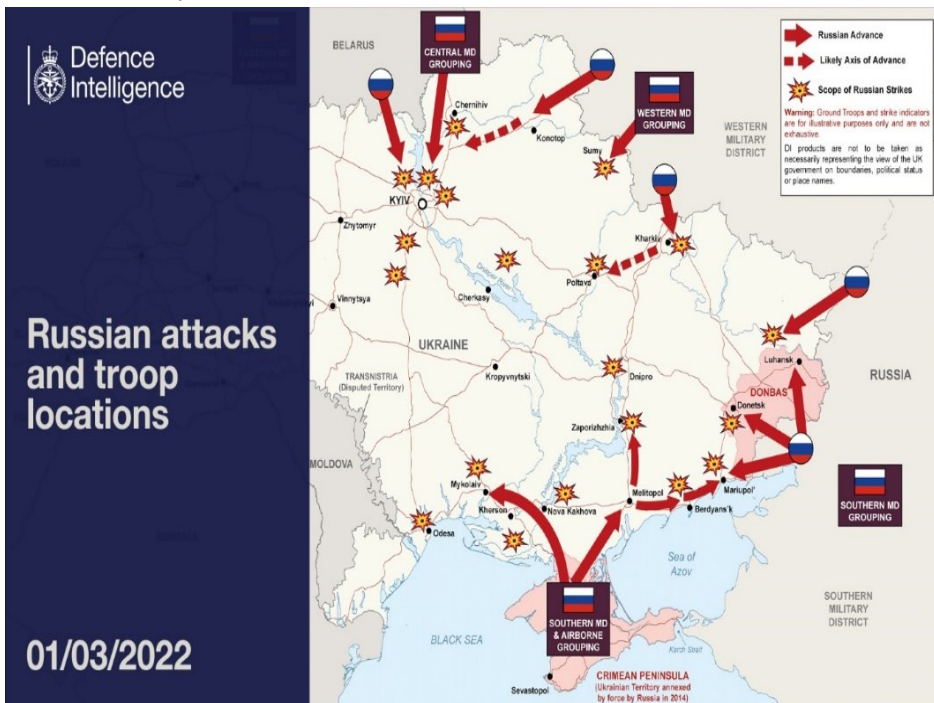 Defence
Intelligence
Russian attacks
and troop
locations
01/03/2022
BELARUS
CENTRAL MD
GROUPING
Chernihiv
Konotop
WESTERN MD
GROUPING
Sumy
WESTERN
MILITARY
DISTRICT
Russian Advance
Likely Axis of Advance
Scope of Russian Strikes
Warning: Ground Troops and strike indicators
are for illustrative purposes only and are not
exhaustive.
DI products are not to be taken as
necessarily representing the view of the UK
government on boundaries, political status
or place names.
KYIV
Zhytomyr
Kharkiv
Dnieper River
Poltava
Cherkasy
Vinnytsya
UKRAINE
Kropyvnytski
Dnipro
Luhansk
RUSSIA
TRANSNISTRIA
(Disputed Territory)
DONBAS
Donetsk
Zaporizhzhia
MOLDOVA
Mykolaiv
Melitopol
Mariupol'
Kherson
Nova Kakhova
Berdyans'k
SOUTHERN MD
GROUPING
Odesa
Sea of
Azov
SOUTHERN MD
& AIRBORNE
GROUPING
SOUTHERN
MILITARY
DISTRICT
BLACK SEA
Kerch Strait
Sevastopol
CRIMEAN PENINSULA
(Ukrainian Territory annexed
by force by Russia in 2014)